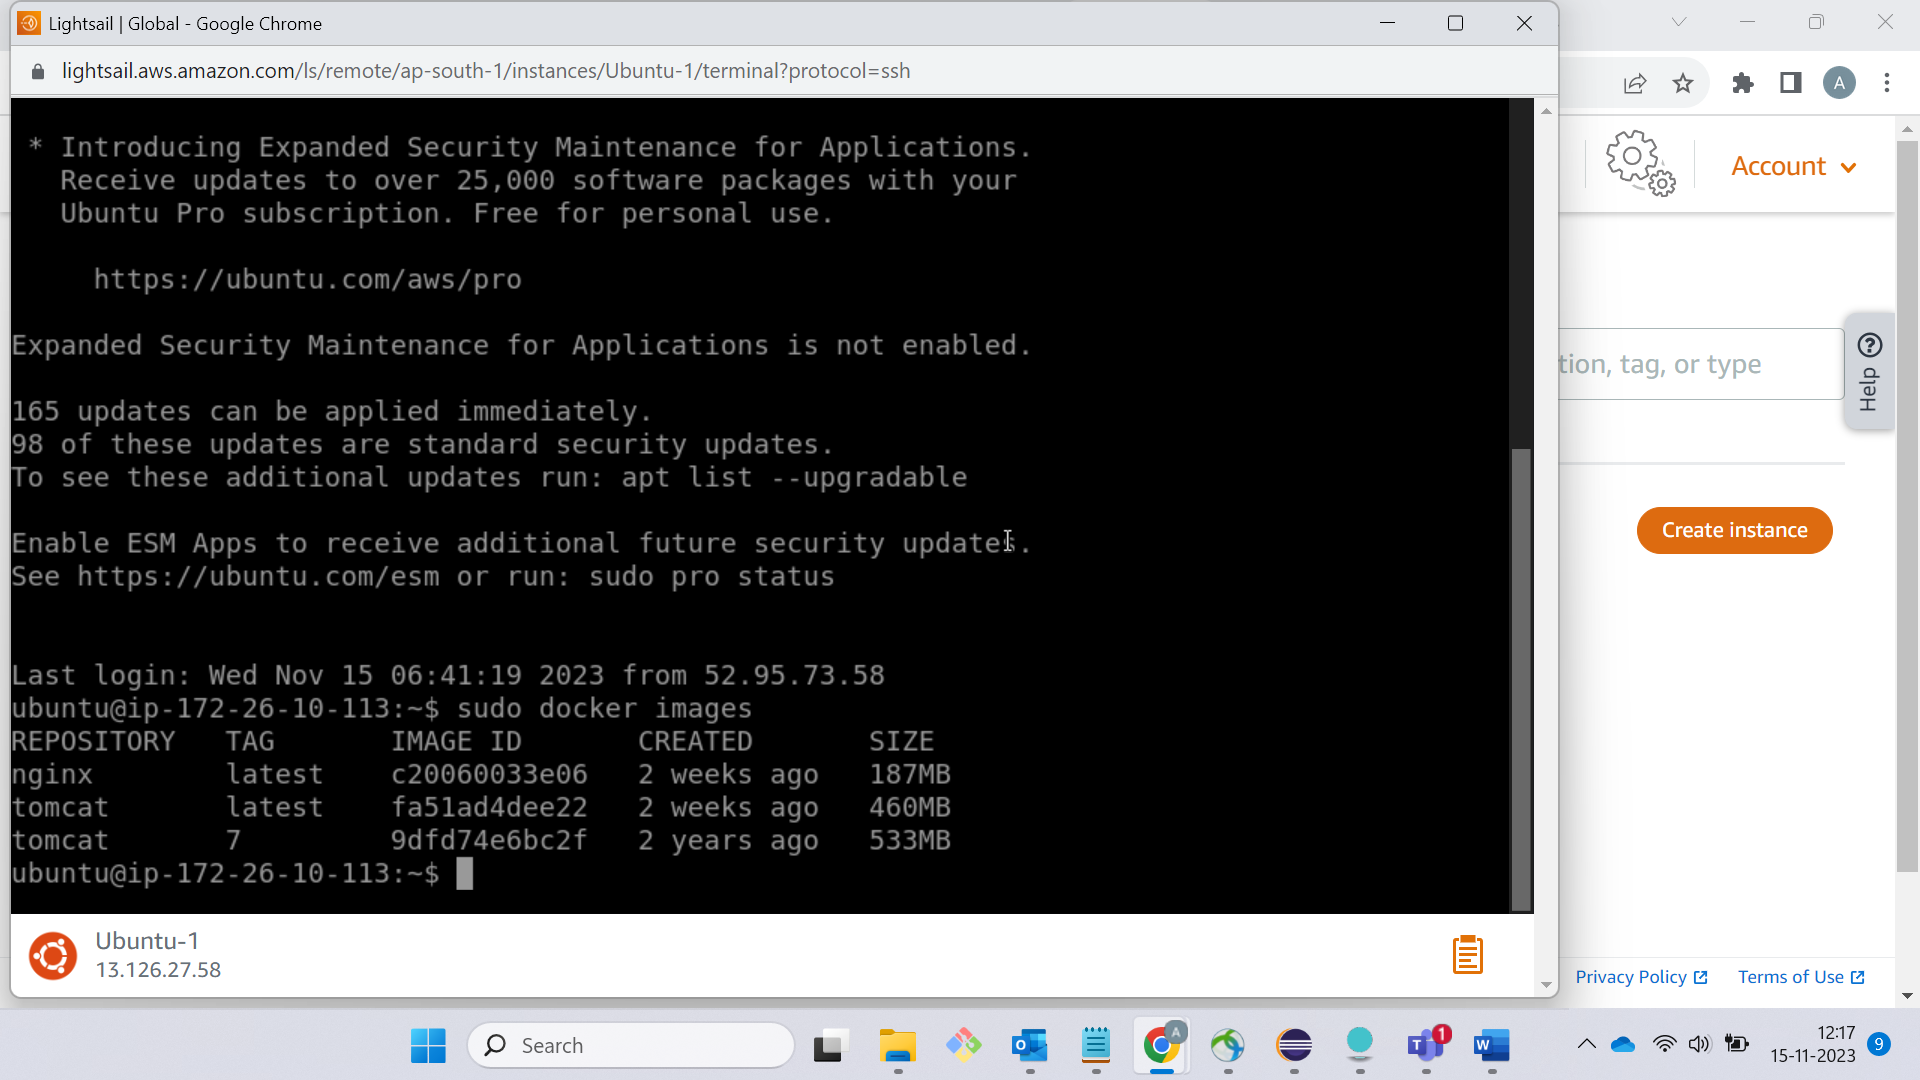 Lightsail | Global - Google Chrome
lightsail.aws.amazon.com/ls/remote/ap-south-1/instances/Ubuntu-1/terminal?protocol=ssh
A
* Introducing Expanded Security Maintenance for Applications.
Receive updates to over 25,000 software packages with your
Ubuntu Pro subscription. Free for personal use.
https://ubuntu.com/aws/pro
Expanded Security Maintenance for Applications is not enabled.
165 updates can be applied immediately.
98 of these updates are standard security updates.
To see these additional updates run: apt list --upgradable
Enable ESM Apps to receive additional future security updates.
See https://ubuntu.com/esm or run: sudo pro status
Last login: Wed Nov 15 06:41:19 2023 from 52.95.73.58
ubuntu@ip-172-26-10-113:~$ sudo docker images
REPOSITORY TAG IMAGE ID CREATED SIZE
nginx latest c20060033e06 2 weeks ago 187MB
tomcat latest fa51ad4dee22 2 weeks ago 460MB
tomcat 7 9dfd74e6bc2f 2 years ago 533MB
ubuntu@ip-172-26-10-113:~$
Ubuntu-1
13.126.27.58
Account
tion, tag, or type
Help
Create instance
Privacy Policy
Terms of Use
Search
A
1
12:17
15-11-2023
9